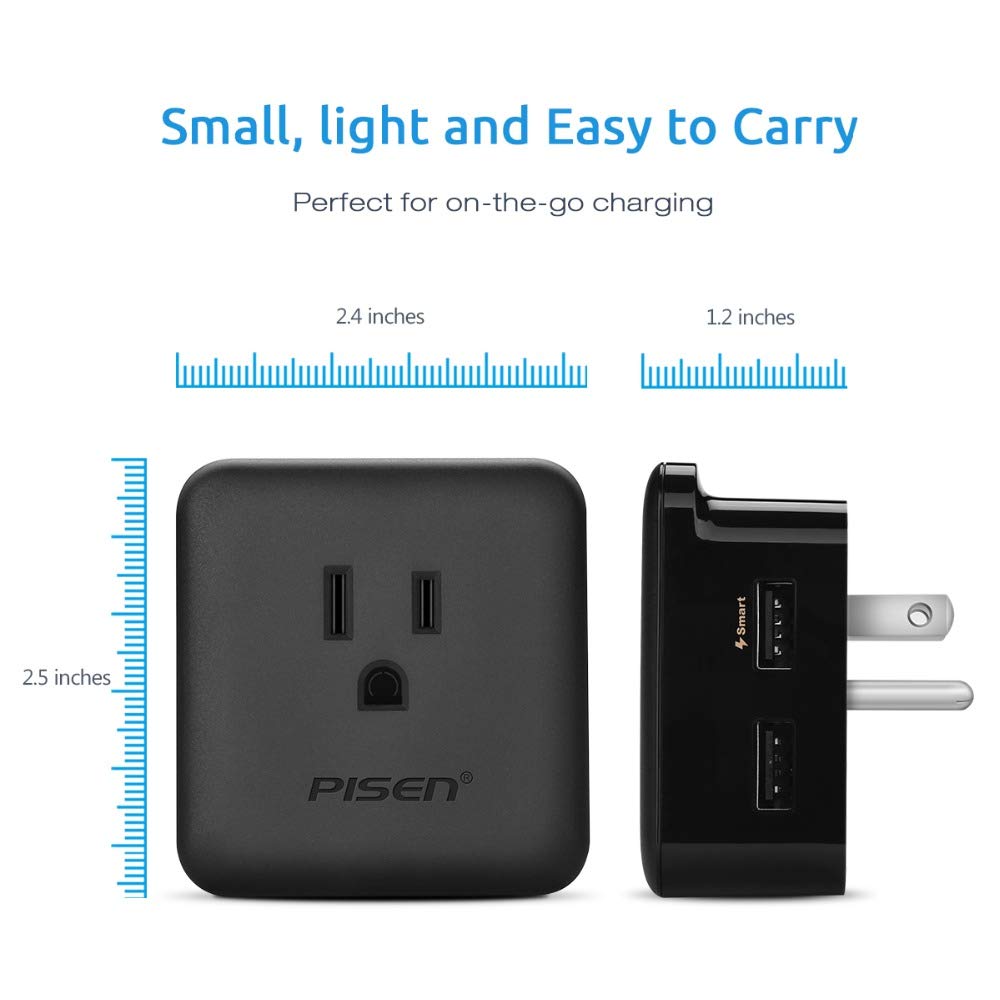 Small, light and Easy to Carry
Perfect for on-the-go charging
2.4 inches
1.2 inches
2.5 inches
Smart
PISEN®